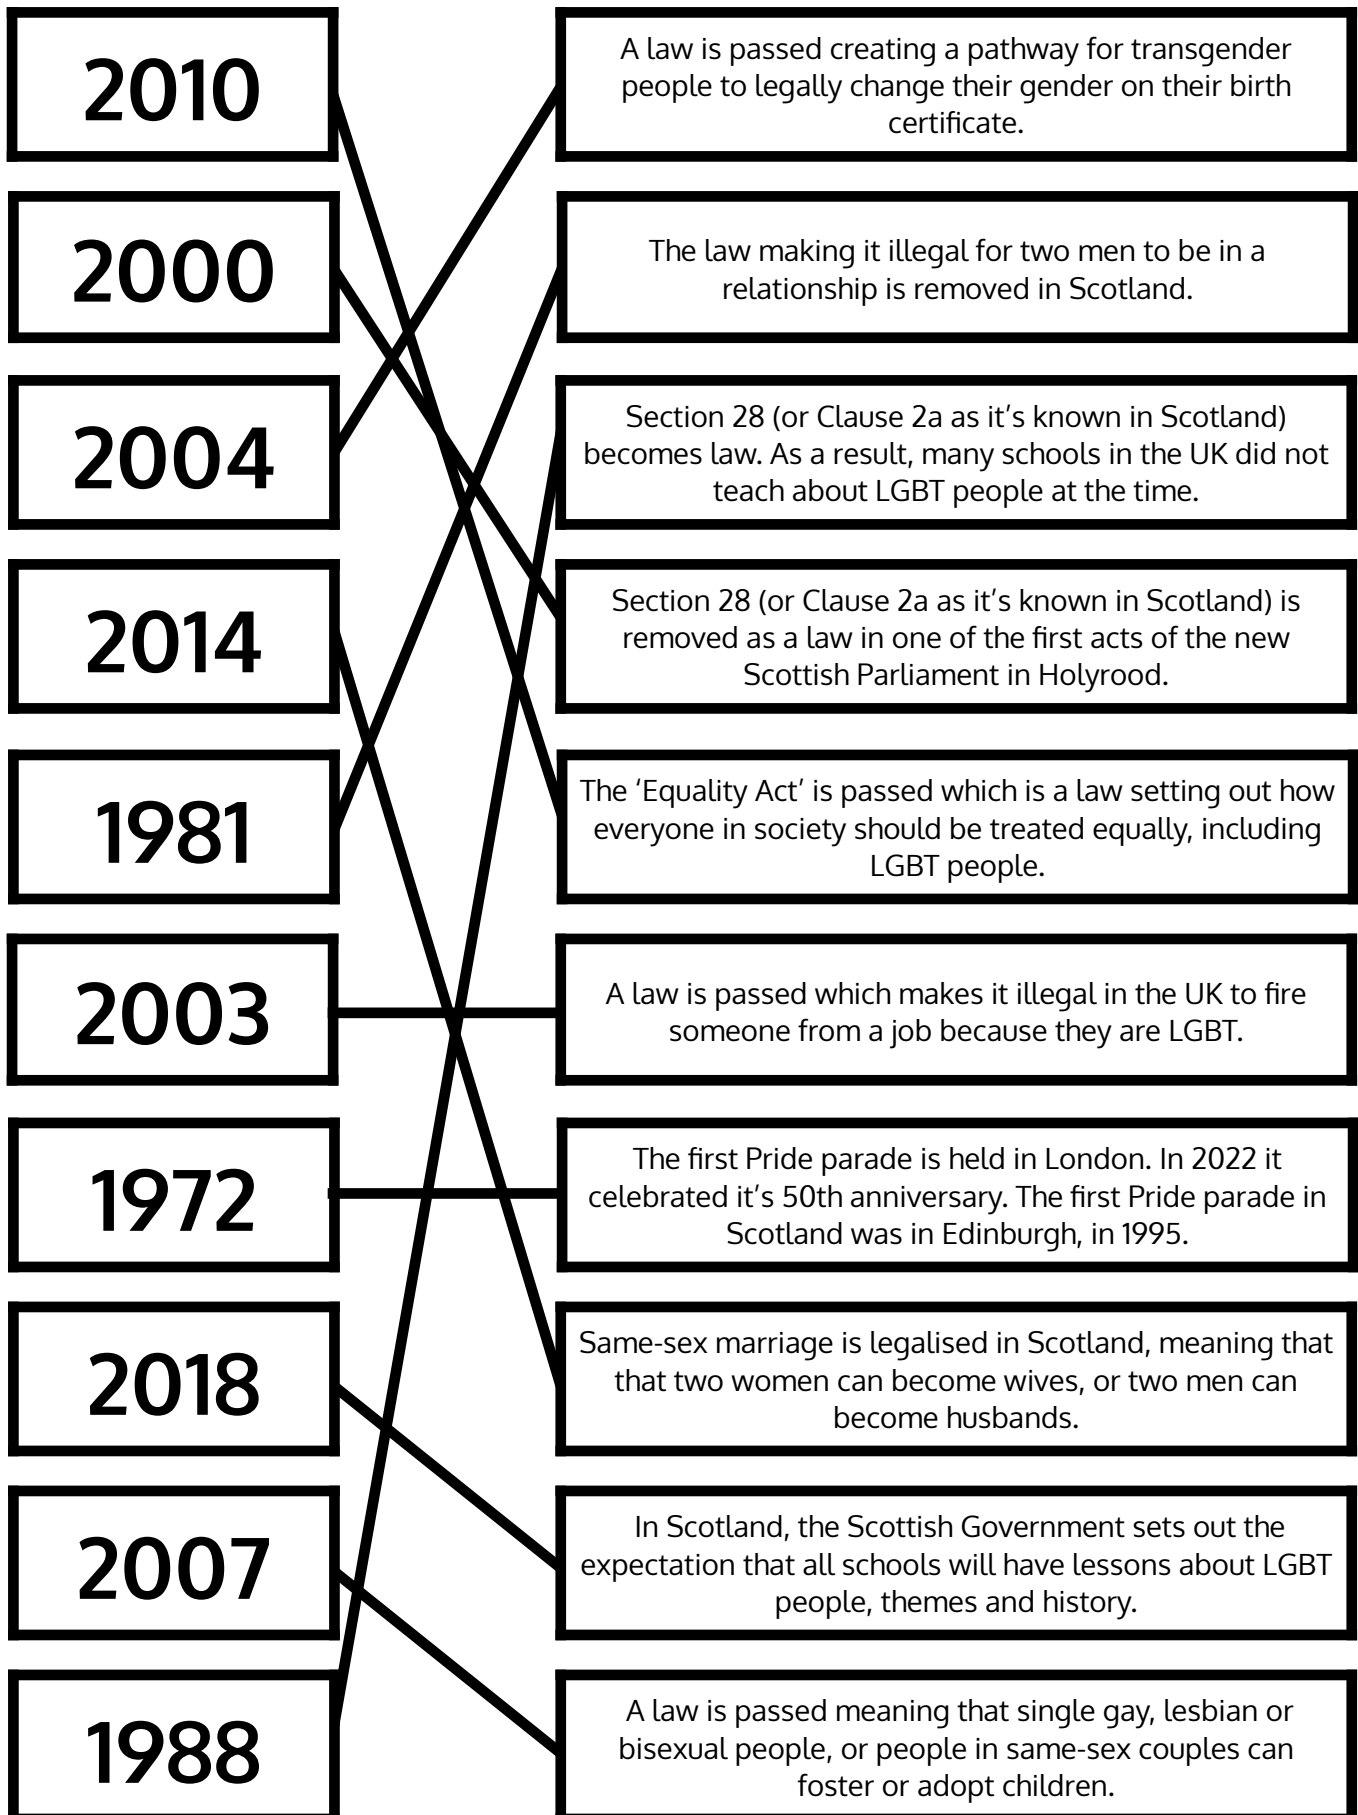 2010
A law is passed creating a pathway for transgender
people to legally change their gender on their birth
certificate.
2000
The law making it illegal for two men to be in a
relationship is removed in Scotland.
2004
Section 28 (or Clause 2a as it’s known in Scotland)
becomes law. As a result, many schools in the UK did not
teach about LGBT people at the time.
2014
Section 28 (or Clause 2a as it’s known in Scotland) is
removed as a law in one of the first acts of the new
Scottish Parliament in Holyrood.
1981
The ‘Equality Act’ is passed which is a law setting out how
everyone in society should be treated equally, including
LGBT people.
2003
A law is passed which makes it illegal in the UK to fire
someone from a job because they are LGBT.
1972
The first Pride parade is held in London. In 2022 it
celebrated it’s 50th anniversary. The first Pride parade in
Scotland was in Edinburgh, in 1995.
2018
Same-sex marriage is legalised in Scotland, meaning that
that two women can become wives, or two men can
become husbands.
2007
In Scotland, the Scottish Government sets out the
expectation that all schools will have lessons about LGBT
people, themes and history.
1988
A law is passed meaning that single gay, lesbian or
bisexual people, or people in same-sex couples can
foster or adopt children.